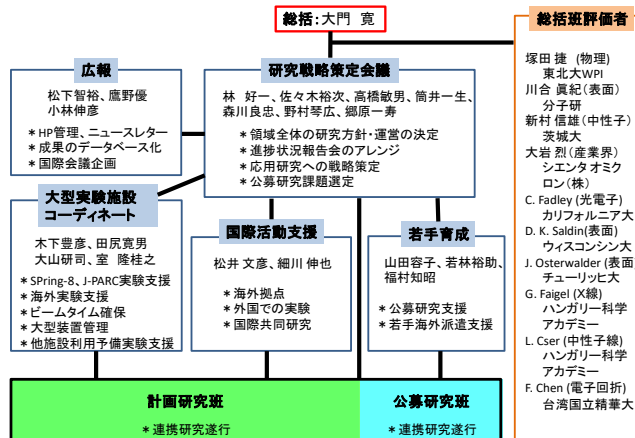 総括:大門 寛
広報
松下智裕、鷹野優
小林伸彦
＊HP管理、ニュースレター
＊成果のデータベース化
＊国際会議企画
研究戦略策定会議
林 好一、佐々木裕次、高橋敏男、筒井一生、
森川良忠、野村琴広、郷原一寿
＊領域全体の研究方針・運営の決定
＊進捗状況報告会のアレンジ
＊応用研究への戦略策定
＊公募研究課題選定
大型実験施設
コーディネート
木下豊彦、田尻寛男
大山研司、室 隆桂之
＊SPring-8、J-PARC実験支援
＊海外実験支援
＊ビームタイム確保
＊大型装置管理
＊他施設利用予備実験支援
国際活動支援
松井 文彦、細川 伸也
＊海外拠点
＊外国での実験
＊国際共同研究
若手育成
山田容子、若林裕助、
福村知昭
＊公募研究支援
＊若手海外派遣支援
計画研究班
＊連携研究遂行
公募研究班
＊連携研究遂行
総括班評価者
塚田 捷 (物理)
東北大WPI
川合 眞紀(表面)
分子研
新村 信雄(中性子)
茨城大
大岩 烈(産業界)
シエンタ オミク
ロン(株)
C. Fadley (光電子)
カリフォルニア大
D. K. Saldin(表面)
ウィスコンシン大
J. Osterwalder (表面
チューリッヒ大
G. Faigel (X線)
ハンガリー科学
アカデミー
L. Cser (中性子線)
ハンガリー科学
アカデミー
F. Chen (電子回折)
台湾国立精華大